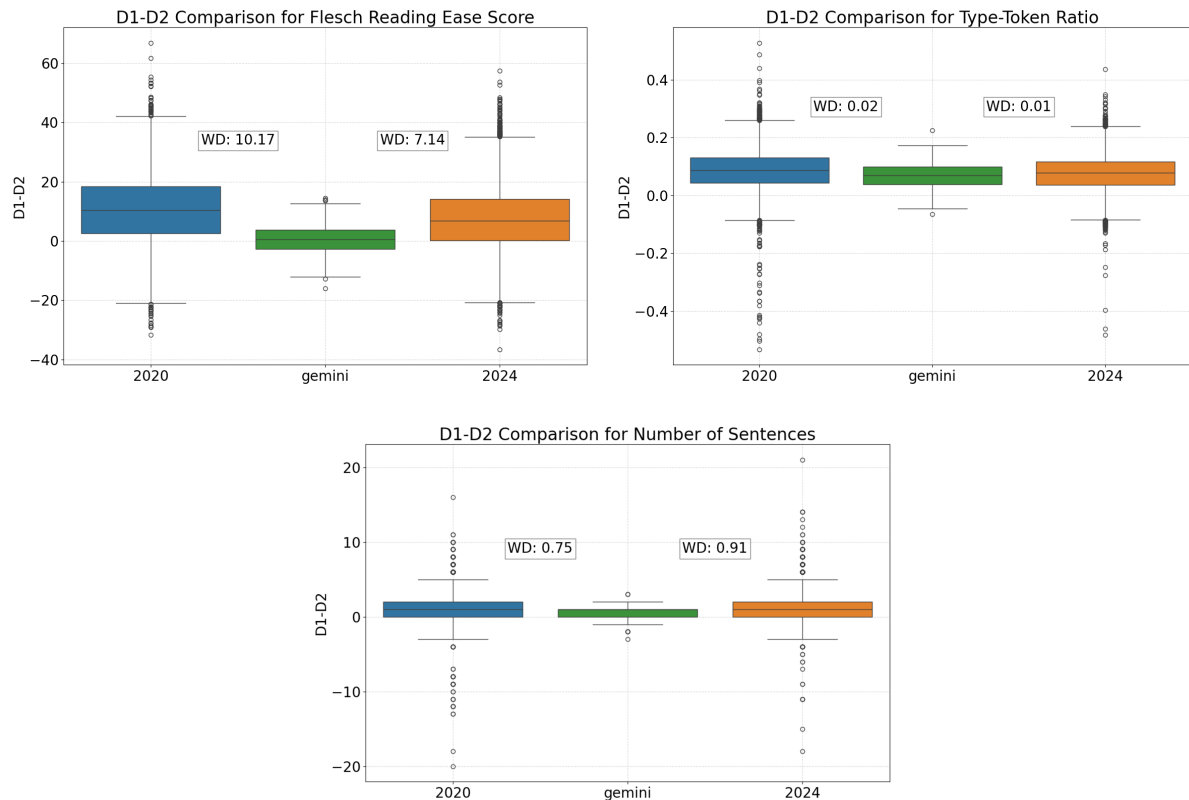 D1-D2 Comparison for Flesch Reading Ease Score
60
40
20
0
−20
−40
D1-D2
WD: 10.17
WD: 7.14
2020
gemini
2024
D1-D2 Comparison for Type-Token Ratio
0.4
0.2
0.0
−0.2
−0.4
D1-D2
WD: 0.02
WD: 0.01
2020
gemini
2024
D1-D2 Comparison for Number of Sentences
20
10
0
−10
−20
D1-D2
WD: 0.75
WD: 0.91
2020
gemini
2024